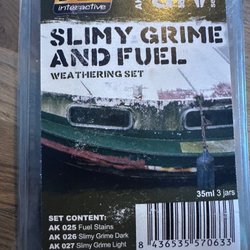 interactive
SLIMY GRIME
AND FUEL
WEATHERING SET
35ml 3 jars
SET CONTENT:
AK 025 Fuel Stains
AK 026 Slimy Grime Dark
AK 027 Slimy Grime Light
8 436535 570633